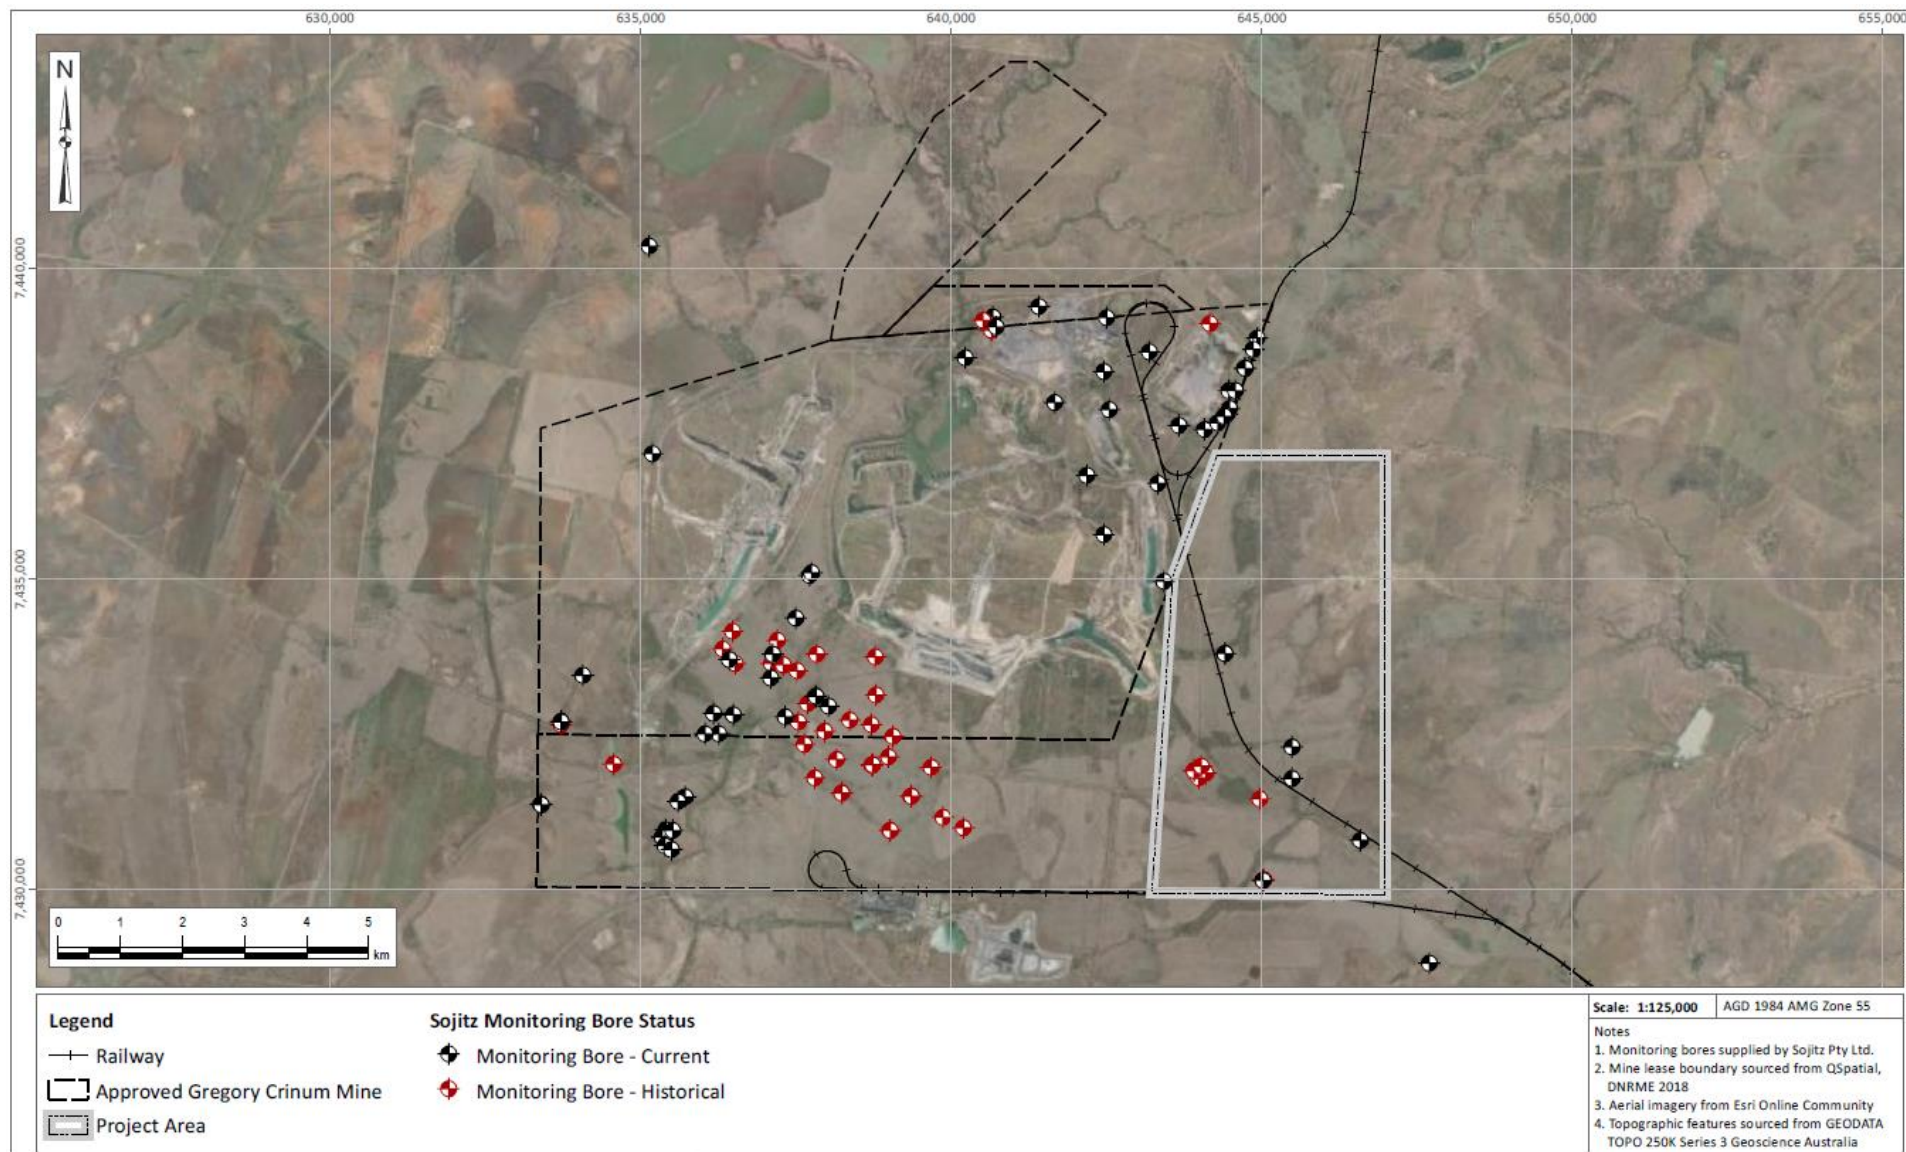 630,000 635,000 640,000 645,000 650,000 655,000
N
7,440,000
7,435,000
7,430,000
0 1 2 3 4 5
km
Legend
Railway
Approved Gregory Crinum Mine
Project Area
Sojitz Monitoring Bore Status
Monitoring Bore - Current
Monitoring Bore - Historical
Scale: 1:125,000 AGD 1984 AMG Zone 55
Notes
1. Monitoring bores supplied by Sojitz Pty Ltd.
2. Mine lease boundary sourced from QSpatial,
DNRME 2018
3. Aerial imagery from Esri Online Community
4. Topographic features sourced from GEODATA
TOPO 250K Series 3 Geoscience Australia